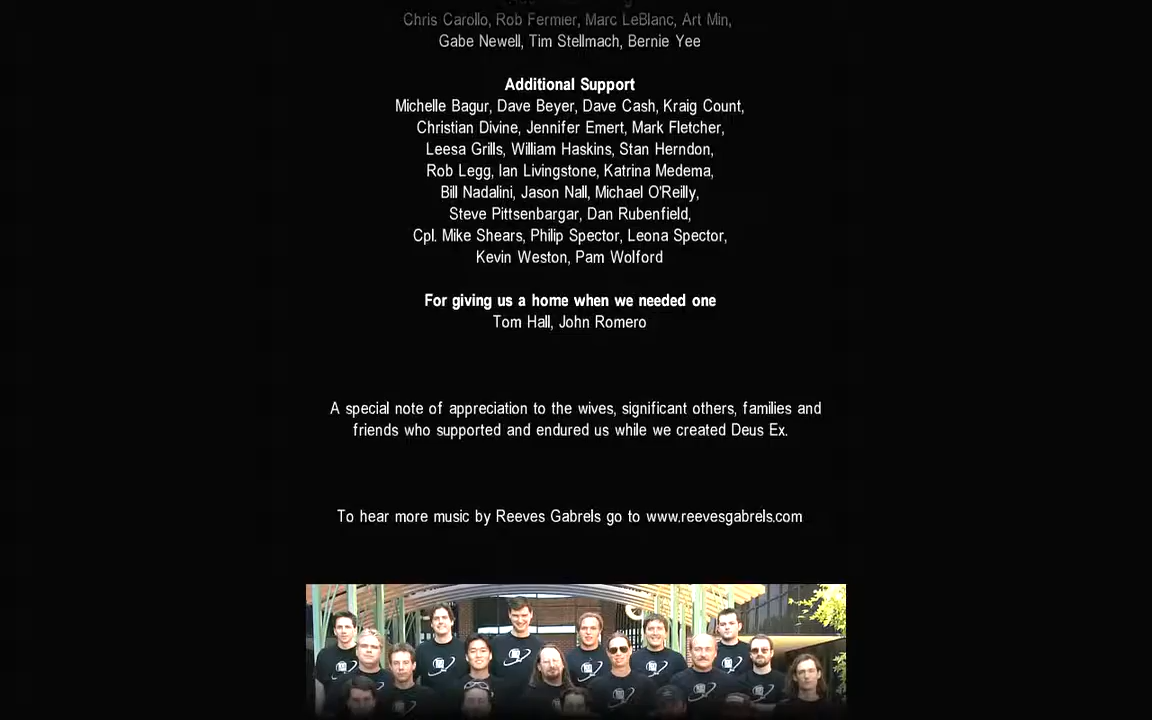 Chris Carollo, Rob Fermier, Marc LeBlanc, Art Min,
Gabe Newell, Tim Stellmach, Bernie Yee
Additional Support
Michelle Bagur, Dave Beyer, Dave Cash, Kraig Count,
Christian Divine, Jennifer Emert, Mark Fletcher,
Leesa Grills, William Haskins, Stan Herndon,
Rob Legg, Ian Livingstone, Katrina Medema,
Bill Nadalini, Jason Nall, Michael O'Reilly,
Steve Pittsenbargar, Dan Rubenfield,
Cpl. Mike Shears, Philip Spector, Leona Spector,
Kevin Weston, Pam Wolford
For giving us a home when we needed one
Tom Hall, John Romero
A special note of appreciation to the wives, significant others, families and
friends who supported and endured us while we created Deus Ex.
To hear more music by Reeves Gabrels go to www.reevesgabrels.com